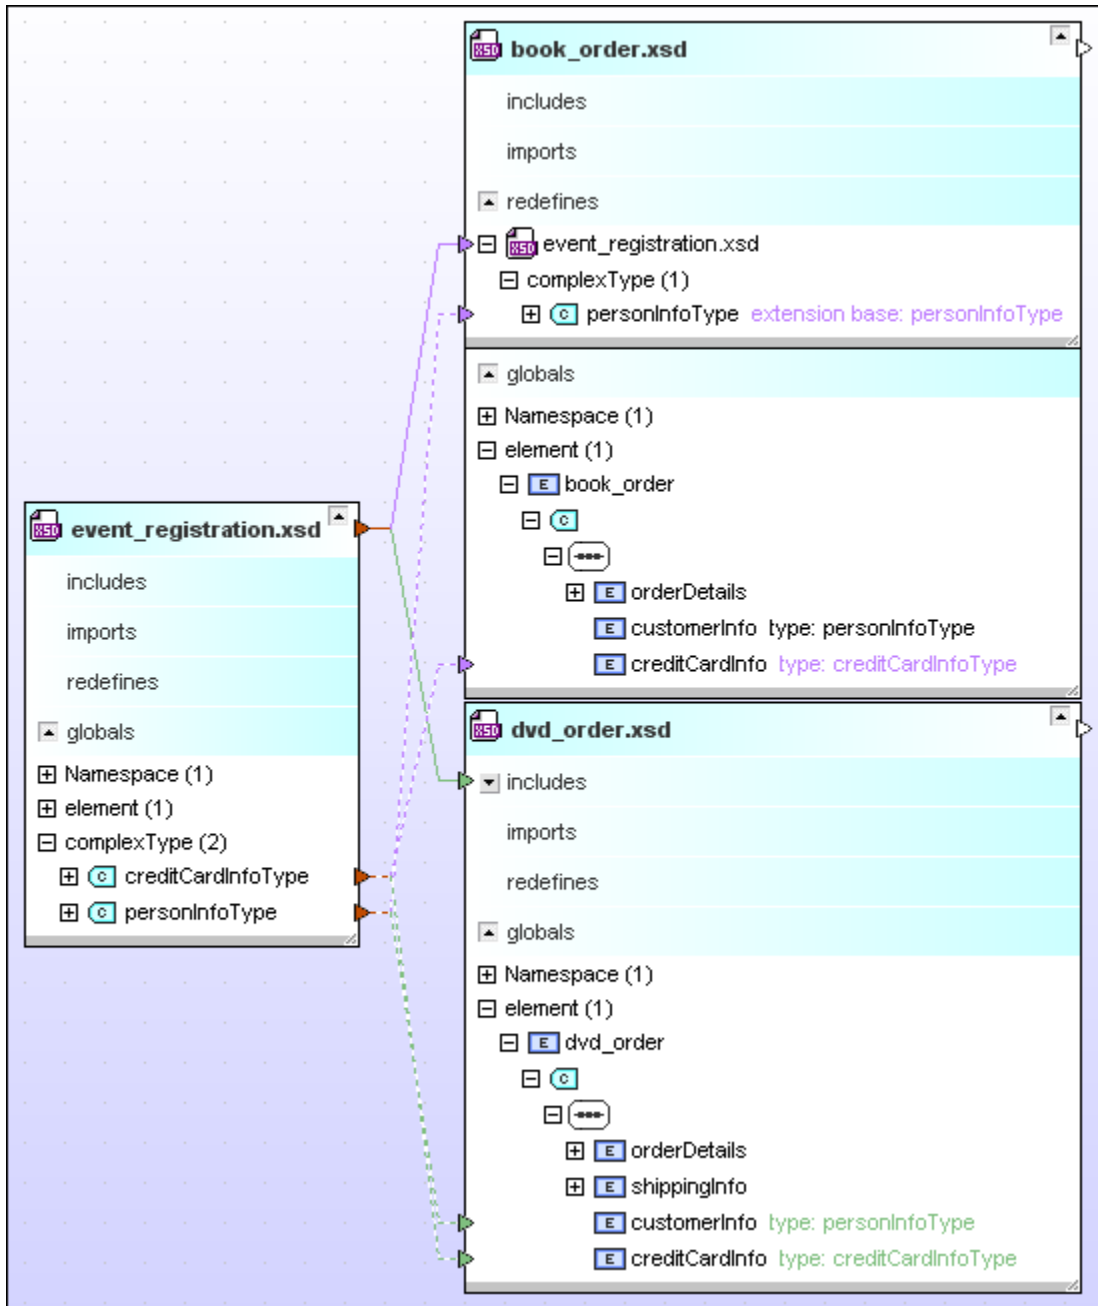 book_order.xsd
includes
imports
redefines
event_registration.xsd
complexType (1)
C personInfoType extension base: personInfoType
globals
Namespace (1)
element (1)
E book_order
C
E orderDetails
E customerInfo type: personInfoType
E creditCardInfo type: creditCardInfoType
event_registration.xsd
includes
imports
redefines
globals
Namespace (1)
element (1)
complexType (2)
C creditCardInfoType
C personInfoType
dvd_order.xsd
includes
imports
redefines
globals
Namespace (1)
element (1)
E dvd_order
C
E orderDetails
E shippingInfo
E customerInfo type: personInfoType
E creditCardInfo type: creditCardInfoType